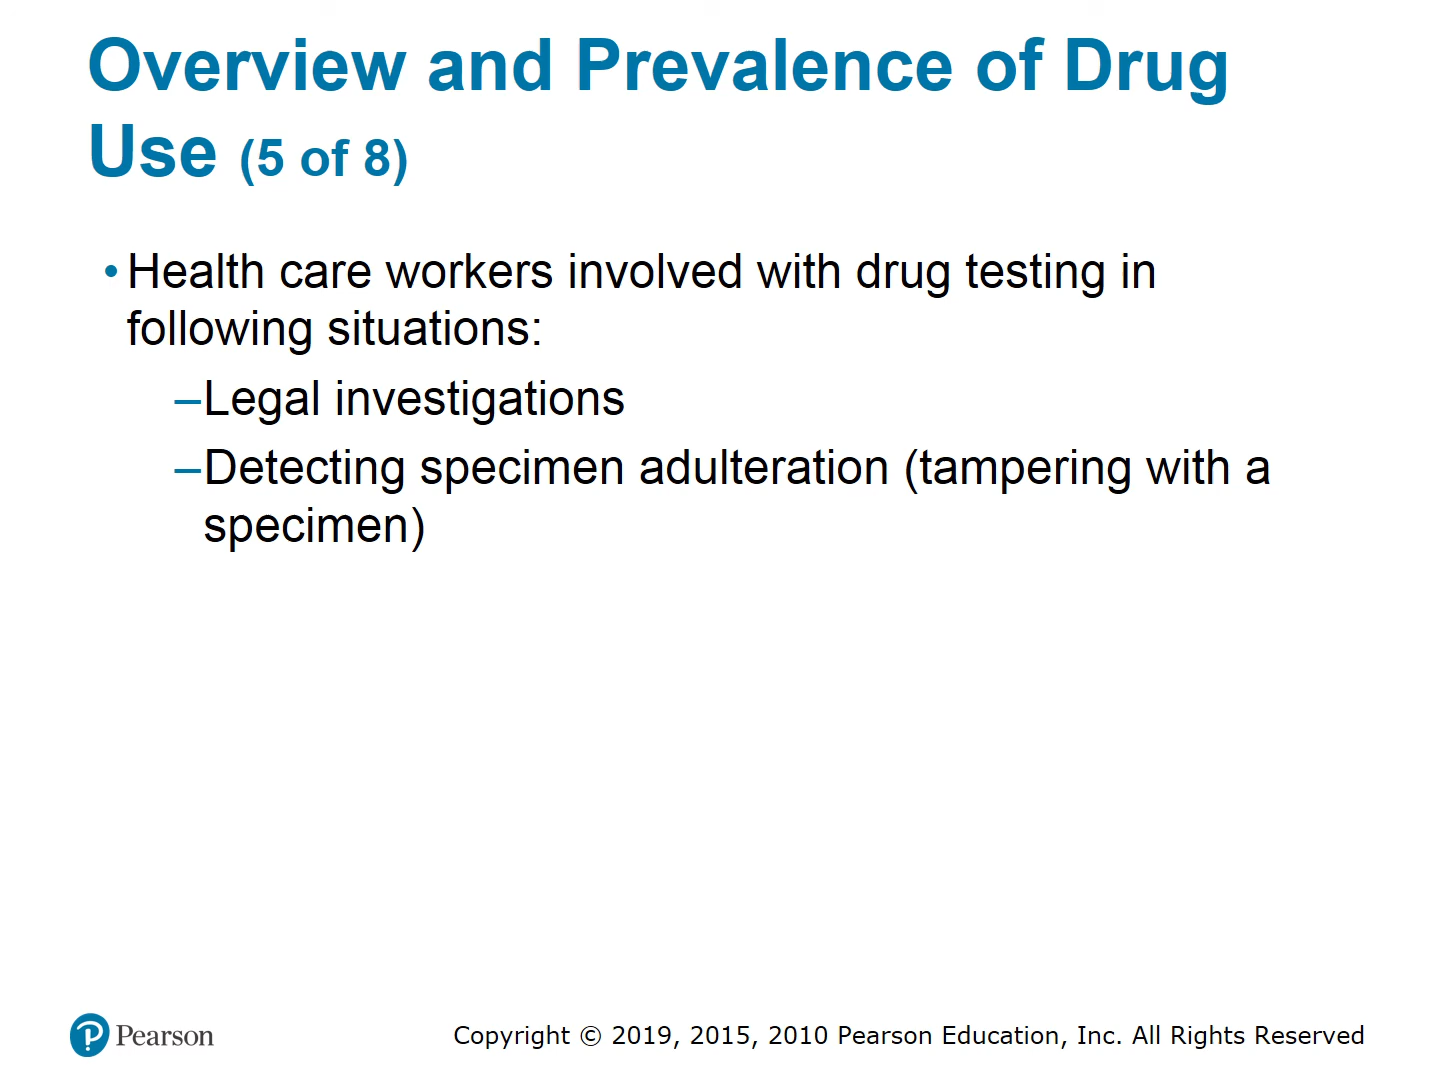 Overview and Prevalence of Drug
Use (5 of 8)
• Health care workers involved with drug testing in
following situations:
–Legal investigations
–Detecting specimen adulteration (tampering with a
specimen)
Pearson
Copyright © 2019, 2015, 2010 Pearson Education, Inc. All Rights Reserved